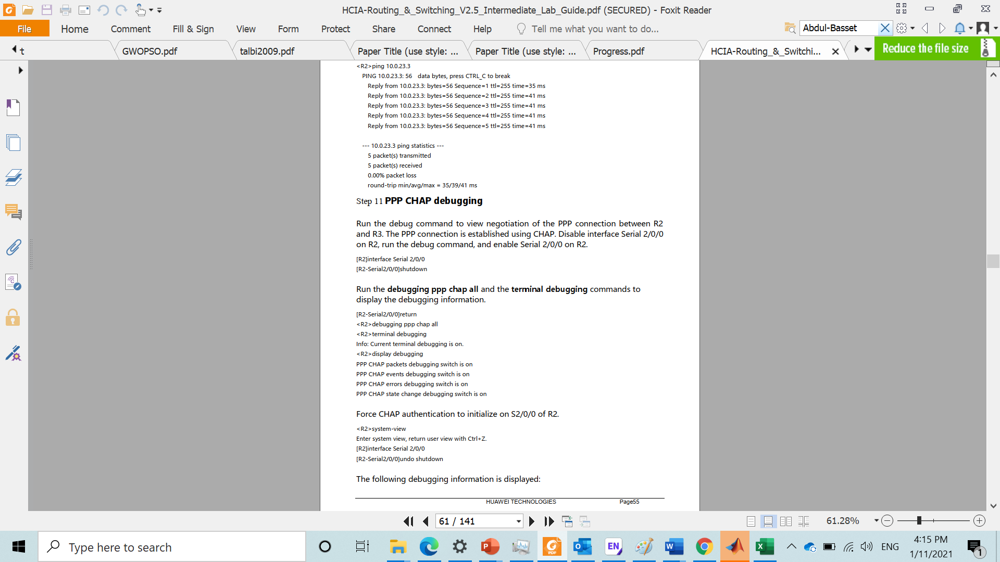 HCIA-Routing_&_Switching_V2.5_Intermediate_Lab_Guide.pdf (SECURED) - Foxit Reader
File Home Comment Fill & Sign View Form Protect Share Connect Help Tell me what you want to do... Abdul-Basset
t GWOPSO.pdf talbi2009.pdf Paper Title (use style: ... Paper Title (use style: ... Progress.pdf HCIA-Routing_&_Switchi... Reduce the file size
<R2>ping 10.0.23.3
PING 10.0.23.3: 56 data bytes, press CTRL_C to break
Reply from 10.0.23.3: bytes=56 Sequence=1 ttl=255 time=35 ms
Reply from 10.0.23.3: bytes=56 Sequence=2 ttl=255 time=41 ms
Reply from 10.0.23.3: bytes=56 Sequence=3 ttl=255 time=41 ms
Reply from 10.0.23.3: bytes=56 Sequence=4 ttl=255 time=41 ms
Reply from 10.0.23.3: bytes=56 Sequence=5 ttl=255 time=41 ms
--- 10.0.23.3 ping statistics ---
5 packet(s) transmitted
5 packet(s) received
0.00% packet loss
round-trip min/avg/max = 35/39/41 ms
Step 11 PPP CHAP debugging
Run the debug command to view negotiation of the PPP connection between R2
and R3. The PPP connection is established using CHAP. Disable interface Serial 2/0/0
on R2, run the debug command, and enable Serial 2/0/0 on R2.
[R2]interface Serial 2/0/0
[R2-Serial2/0/0]shutdown
Run the debugging ppp chap all and the terminal debugging commands to
display the debugging information.
[R2-Serial2/0/0]return
<R2>debugging ppp chap all
<R2>terminal debugging
Info: Current terminal debugging is on.
<R2>display debugging
PPP CHAP packets debugging switch is on
PPP CHAP events debugging switch is on
PPP CHAP errors debugging switch is on
PPP CHAP state change debugging switch is on
Force CHAP authentication to initialize on S2/0/0 of R2.
<R2>system-view
Enter system view, return user view with Ctrl+Z.
[R2]interface Serial 2/0/0
[R2-Serial2/0/0]undo shutdown
The following debugging information is displayed:
HUAWEI TECHNOLOGIES Page55
61 / 141 61.28%
Type here to search EN ENG 4:15 PM
1/11/2021 1